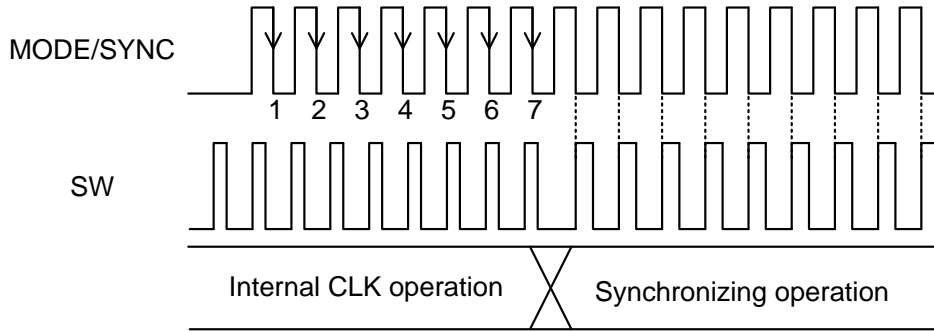 MODE/SYNC
1 2 3 4 5 6 7
SW
Internal CLK operation
Synchronizing operation